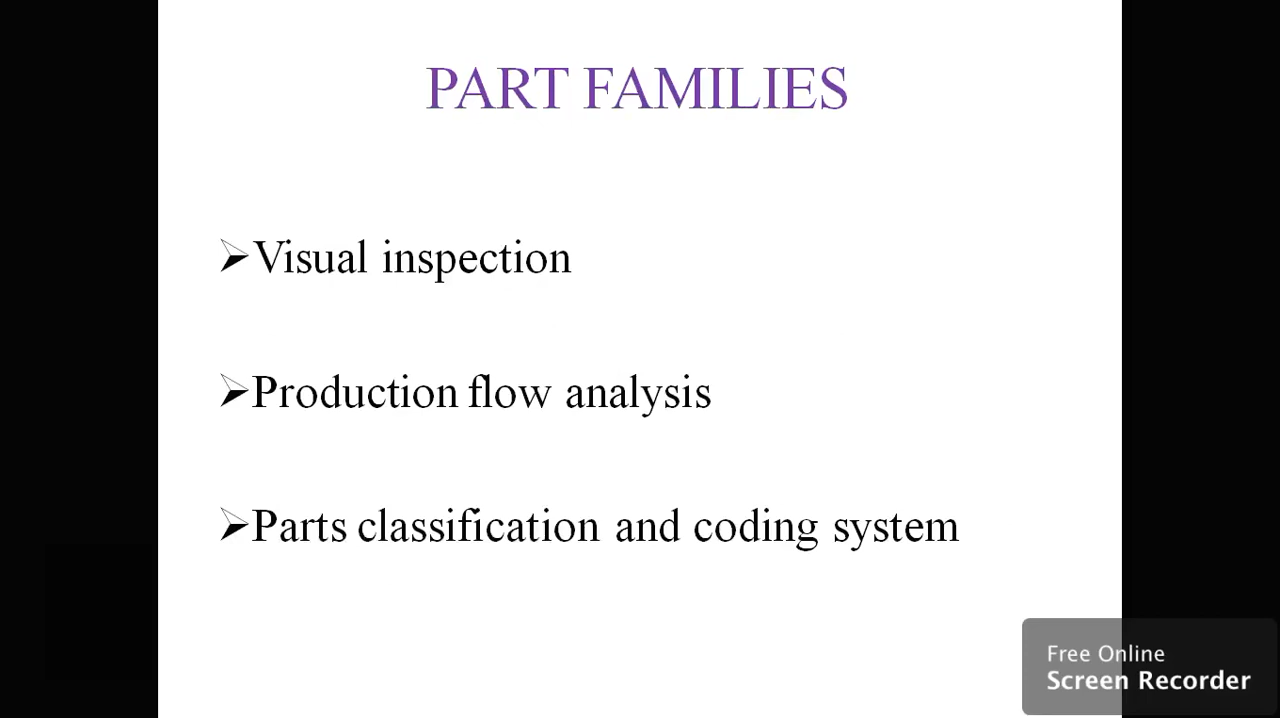 PART FAMILIES
➢Visual inspection
➢Production flow analysis
➢Parts classification and coding system
Free Online
Screen Recorder